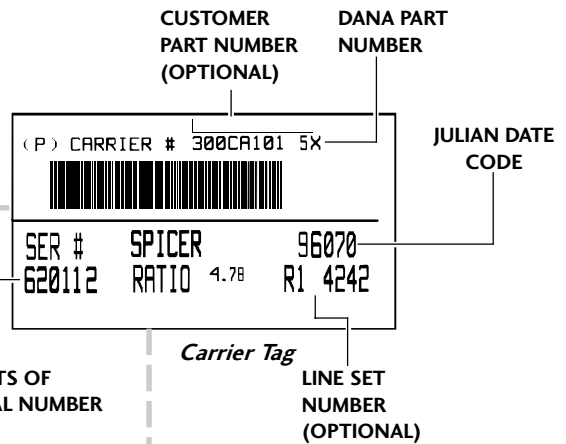 CUSTOMER
PART NUMBER
(OPTIONAL)
DANA PART
NUMBER
(P) CARRIER # 300CA101 5X
JULIAN DATE
CODE
SER # SPICER 96070
620112 RATIO 4.78 R1 4242
Carrier Tag
TS OF
AL NUMBER
LINE SET
NUMBER
(OPTIONAL)